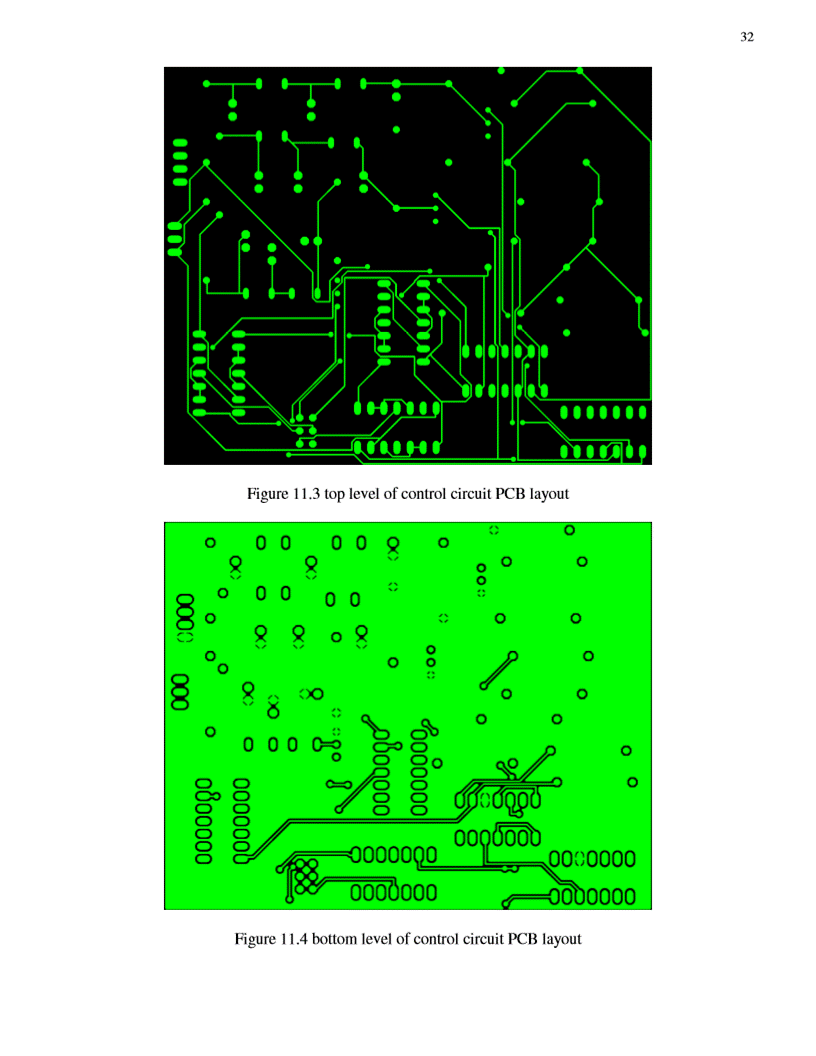 32
Figure 11.3 top level of control circuit PCB layout
Figure 11.4 bottom level of control circuit PCB layout